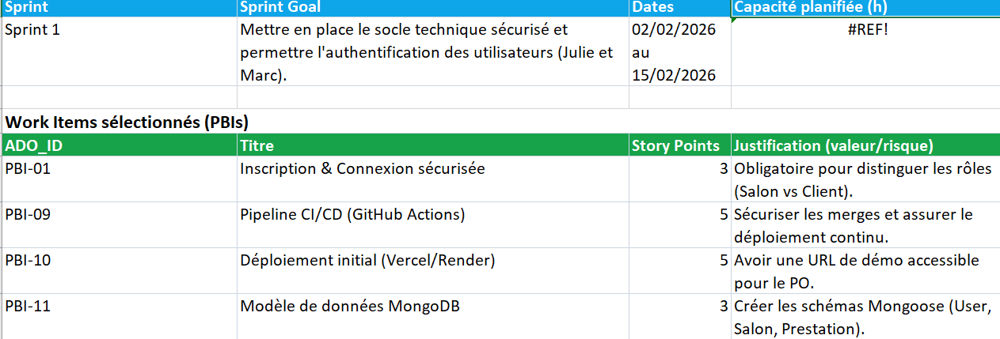 Sprint Sprint Goal Dates Capacité planifiée (h)
Sprint 1 Mettre en place le socle technique sécurisé et 02/02/2026 #REF!
permettre l'authentification des utilisateurs (Julie et au
Marc). 15/02/2026
Work Items sélectionnés (PBIs)
ADO_ID Titre Story Points Justification (valeur/risque)
PBI-01 Inscription & Connexion sécurisée 3 Obligatoire pour distinguer les rôles
(Salon vs Client).
PBI-09 Pipeline CI/CD (GitHub Actions) 5 Sécuriser les merges et assurer le
déploiement continu.
PBI-10 Déploiement initial (Vercel/Render) 5 Avoir une URL de démo accessible
pour le PO.
PBI-11 Modèle de données MongoDB 3 Créer les schémas Mongoose (User,
Salon, Prestation).